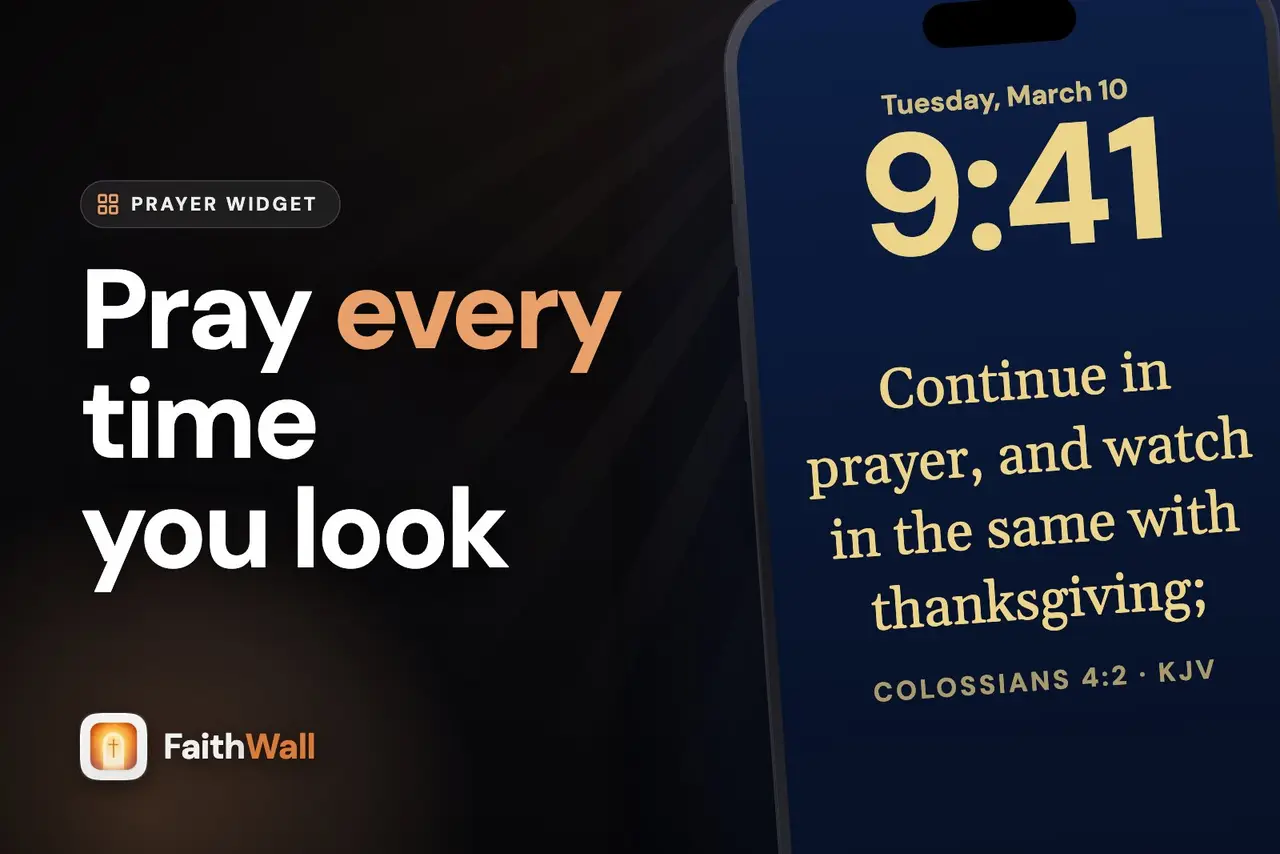 PRAYER WIDGET
Pray every
time
you look
FaithWall
Tuesday, March 10
9:41
Continue in
prayer, and watch
in the same with
thanksgiving;
COLOSSIANS 4:2 · KJV